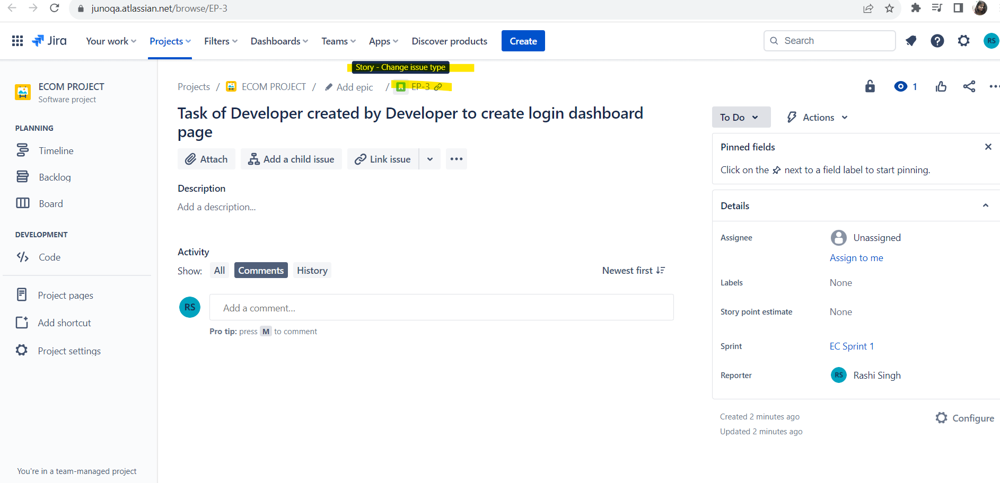 junoqa.atlassian.net/browse/EP-3
Jira Your work Projects Filters Dashboards Teams Apps Discover products Create Search RS
Story - Change issue type
ECOM PROJECT
Software project
PLANNING
Timeline
Backlog
Board
DEVELOPMENT
Code
Project pages
Add shortcut
Project settings
You're in a team-managed project
Projects / ECOM PROJECT / Add epic / EP-3
1
Task of Developer created by Developer to create login dashboard
page
Attach Add a child issue Link issue
Description
Add a description...
Activity
Show: All Comments History Newest first
RS Add a comment...
Pro tip: press M to comment
To Do Actions
Pinned fields
Click on the next to a field label to start pinning.
Details
Assignee Unassigned
Assign to me
Labels None
Story point estimate None
Sprint EC Sprint 1
Reporter RS Rashi Singh
Created 2 minutes ago Configure
Updated 2 minutes ago